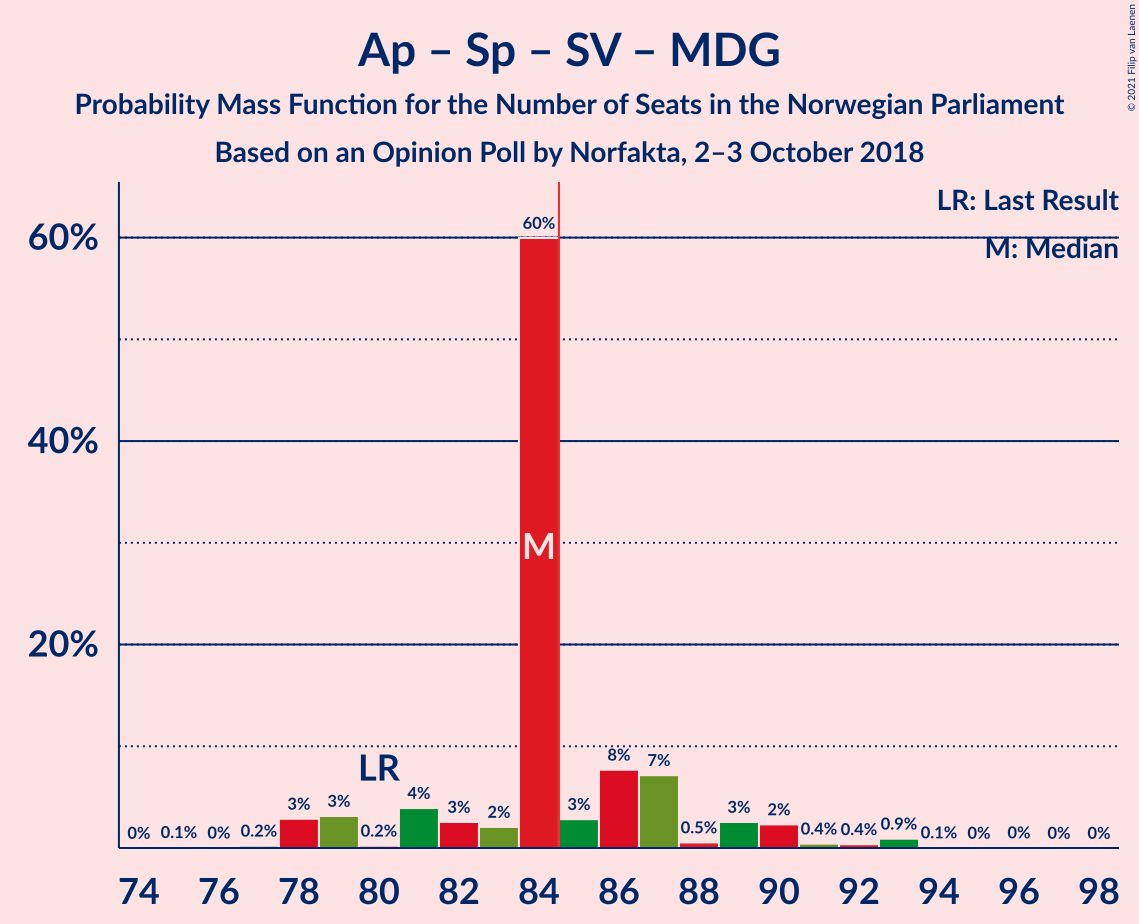 Ap – Sp – SV – MDG
Probability Mass Function for the Number of Seats in the Norwegian Parliament
Based on an Opinion Poll by Norfakta, 2–3 October 2018
© 2021 Filip van Laenen
LR: Last Result
M: Median
60%
40%
20%
LR
M
0% 0.1% 0% 0.2% 3% 3% 0.2% 4% 3% 2% 60% 3% 8% 7% 0.5% 3% 2% 0.4% 0.4% 0.9% 0.1% 0% 0% 0% 0%
74 76 78 80 82 84 86 88 90 92 94 96 98